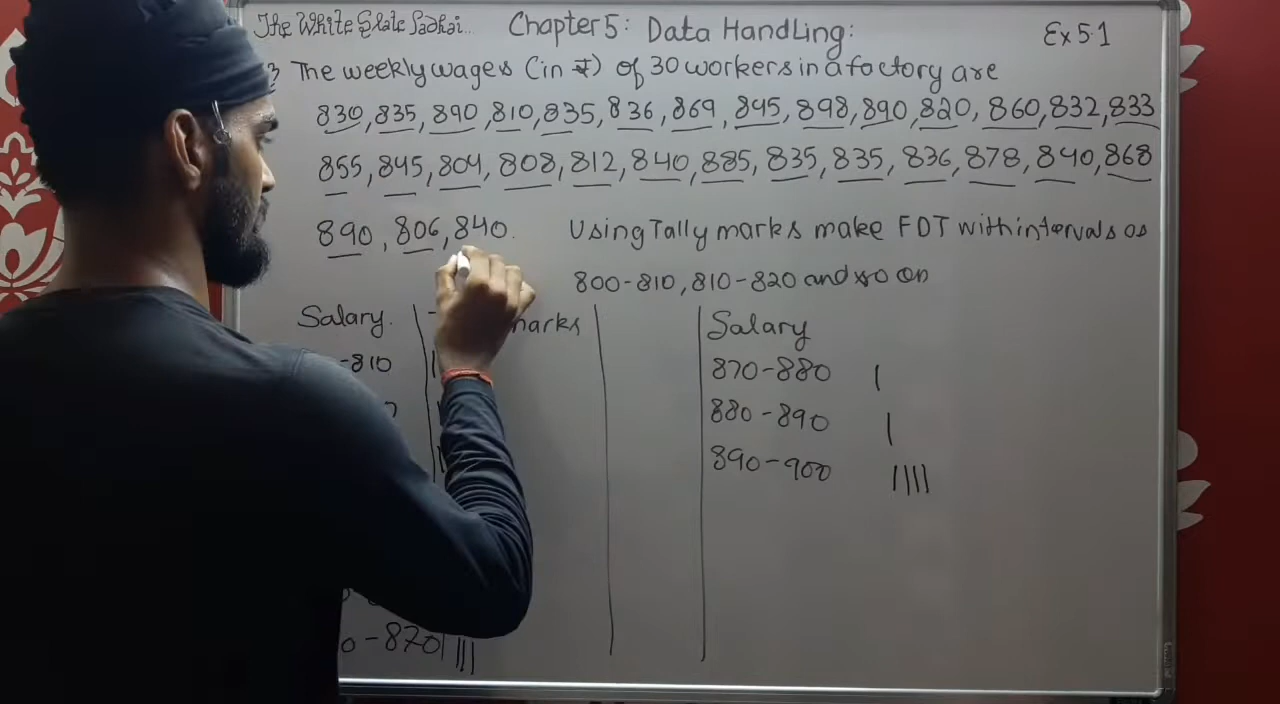 The White Slate Padhai... Chapter 5: Data Handling: Ex 5.1
3 The weekly wages (in ₹) of 30 workers in a factory are
830, 835, 890, 810, 835, 836, 869, 845, 898, 890, 820, 860, 832, 833
855, 845, 804, 808, 812, 840, 885, 835, 835, 836, 878, 840, 868
890, 806, 840. Using Tally marks make FDT with intervals as
800-810, 810-820 and so on
Salary. marks Salary
-810 870-880 |
880-890 |
890-900 ||||
0-870 |||